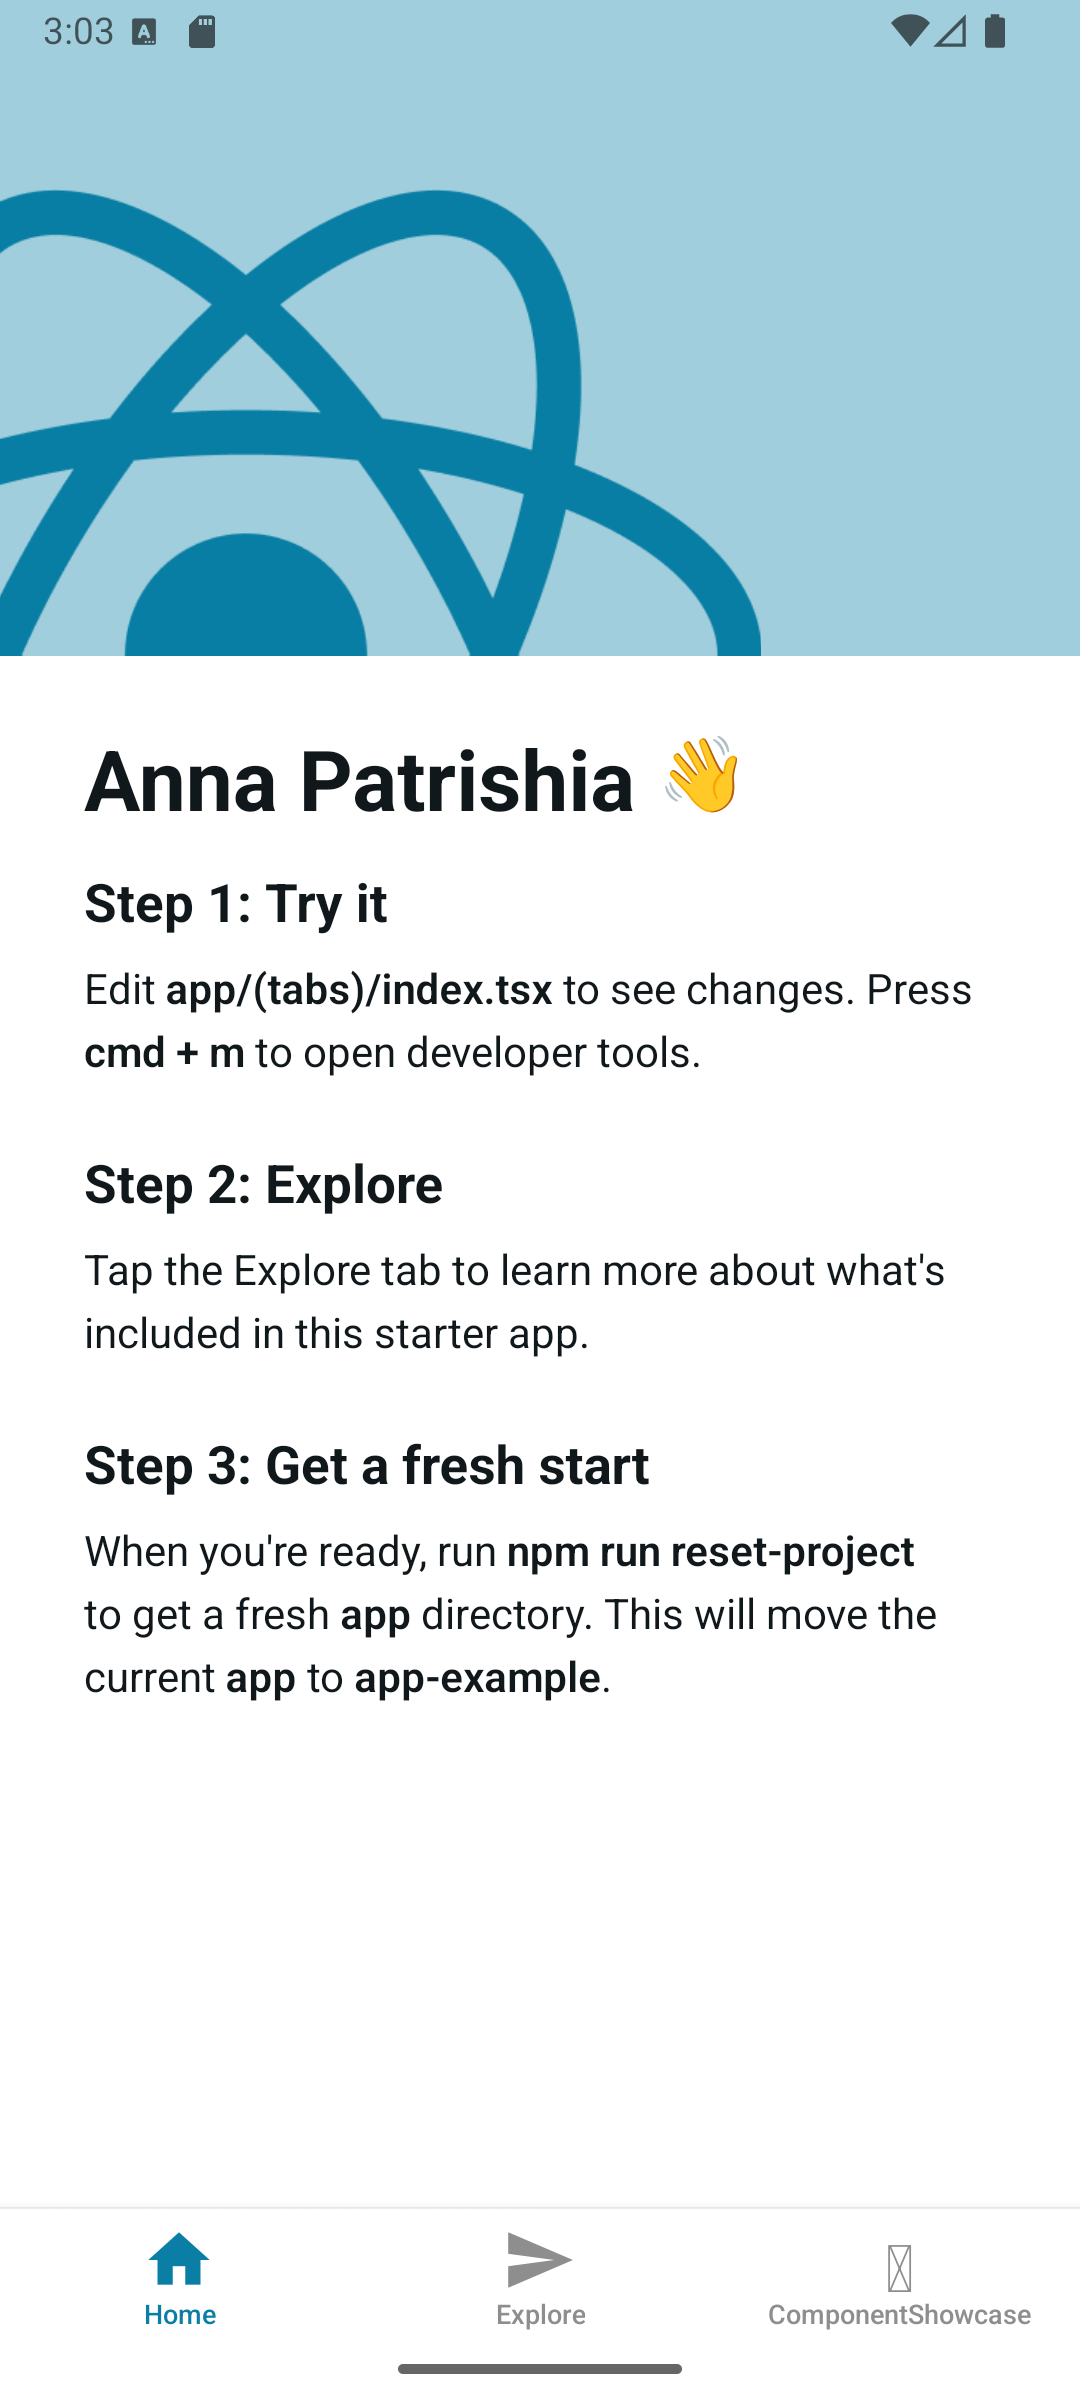 3:03
Anna Patrishia 👋
Step 1: Try it
Edit app/(tabs)/index.tsx to see changes. Press
cmd + m to open developer tools.
Step 2: Explore
Tap the Explore tab to learn more about what's
included in this starter app.
Step 3: Get a fresh start
When you're ready, run npm run reset-project
to get a fresh app directory. This will move the
current app to app-example.
Home
Explore
ComponentShowcase